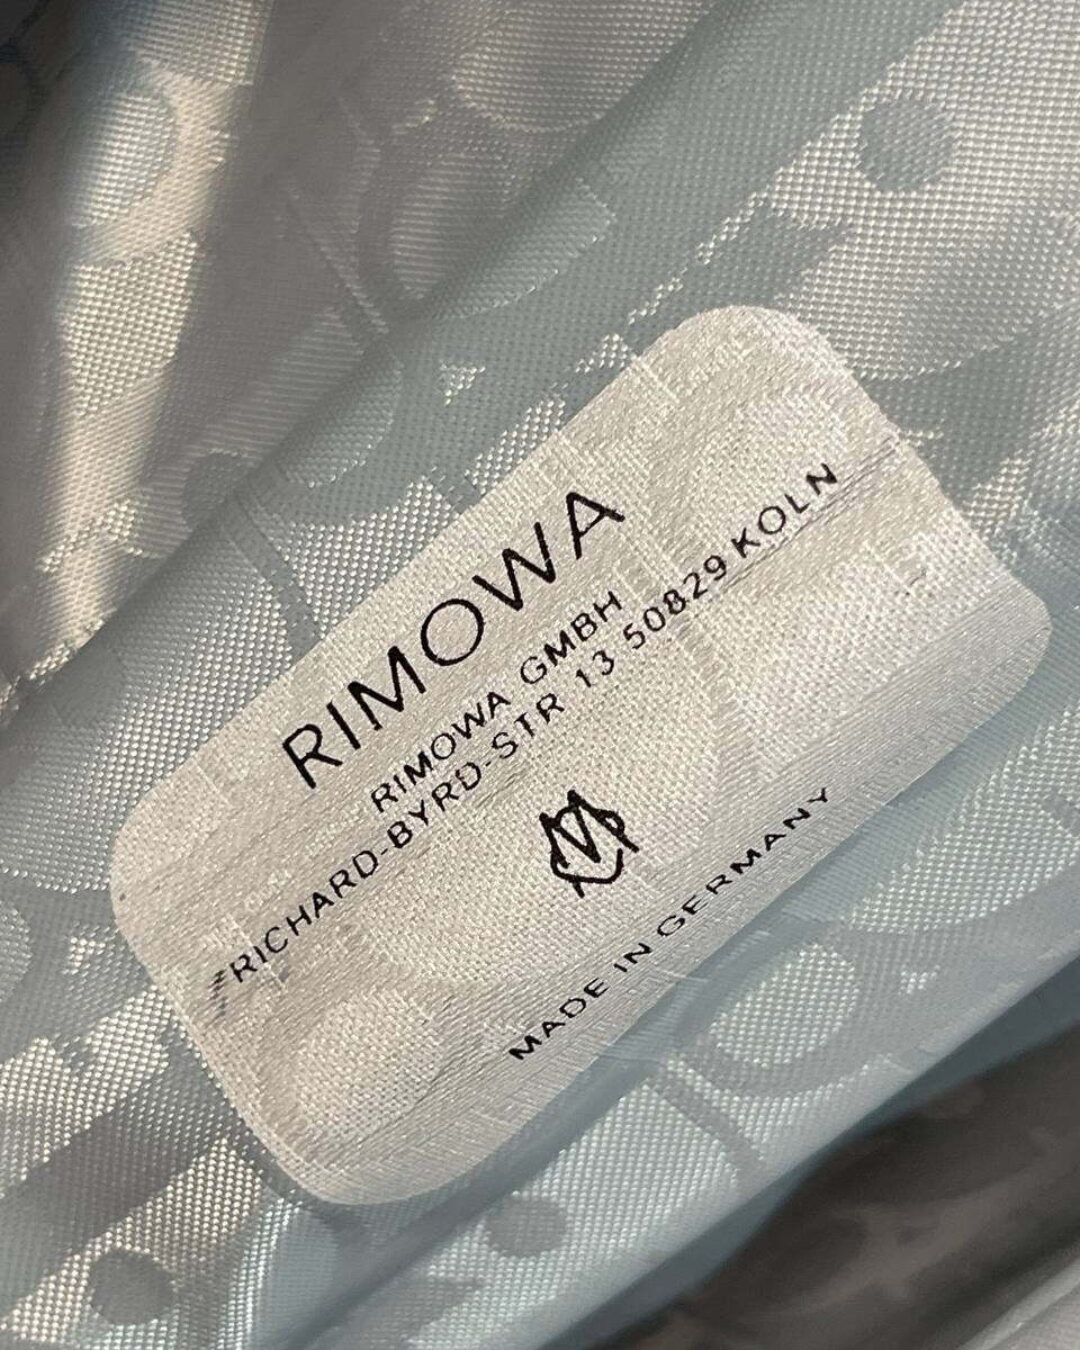 RIMOWA
RIMOWA GMBH
RICHARD-BYRD-STR 13 50829 KOLN
MADE IN GERMANY